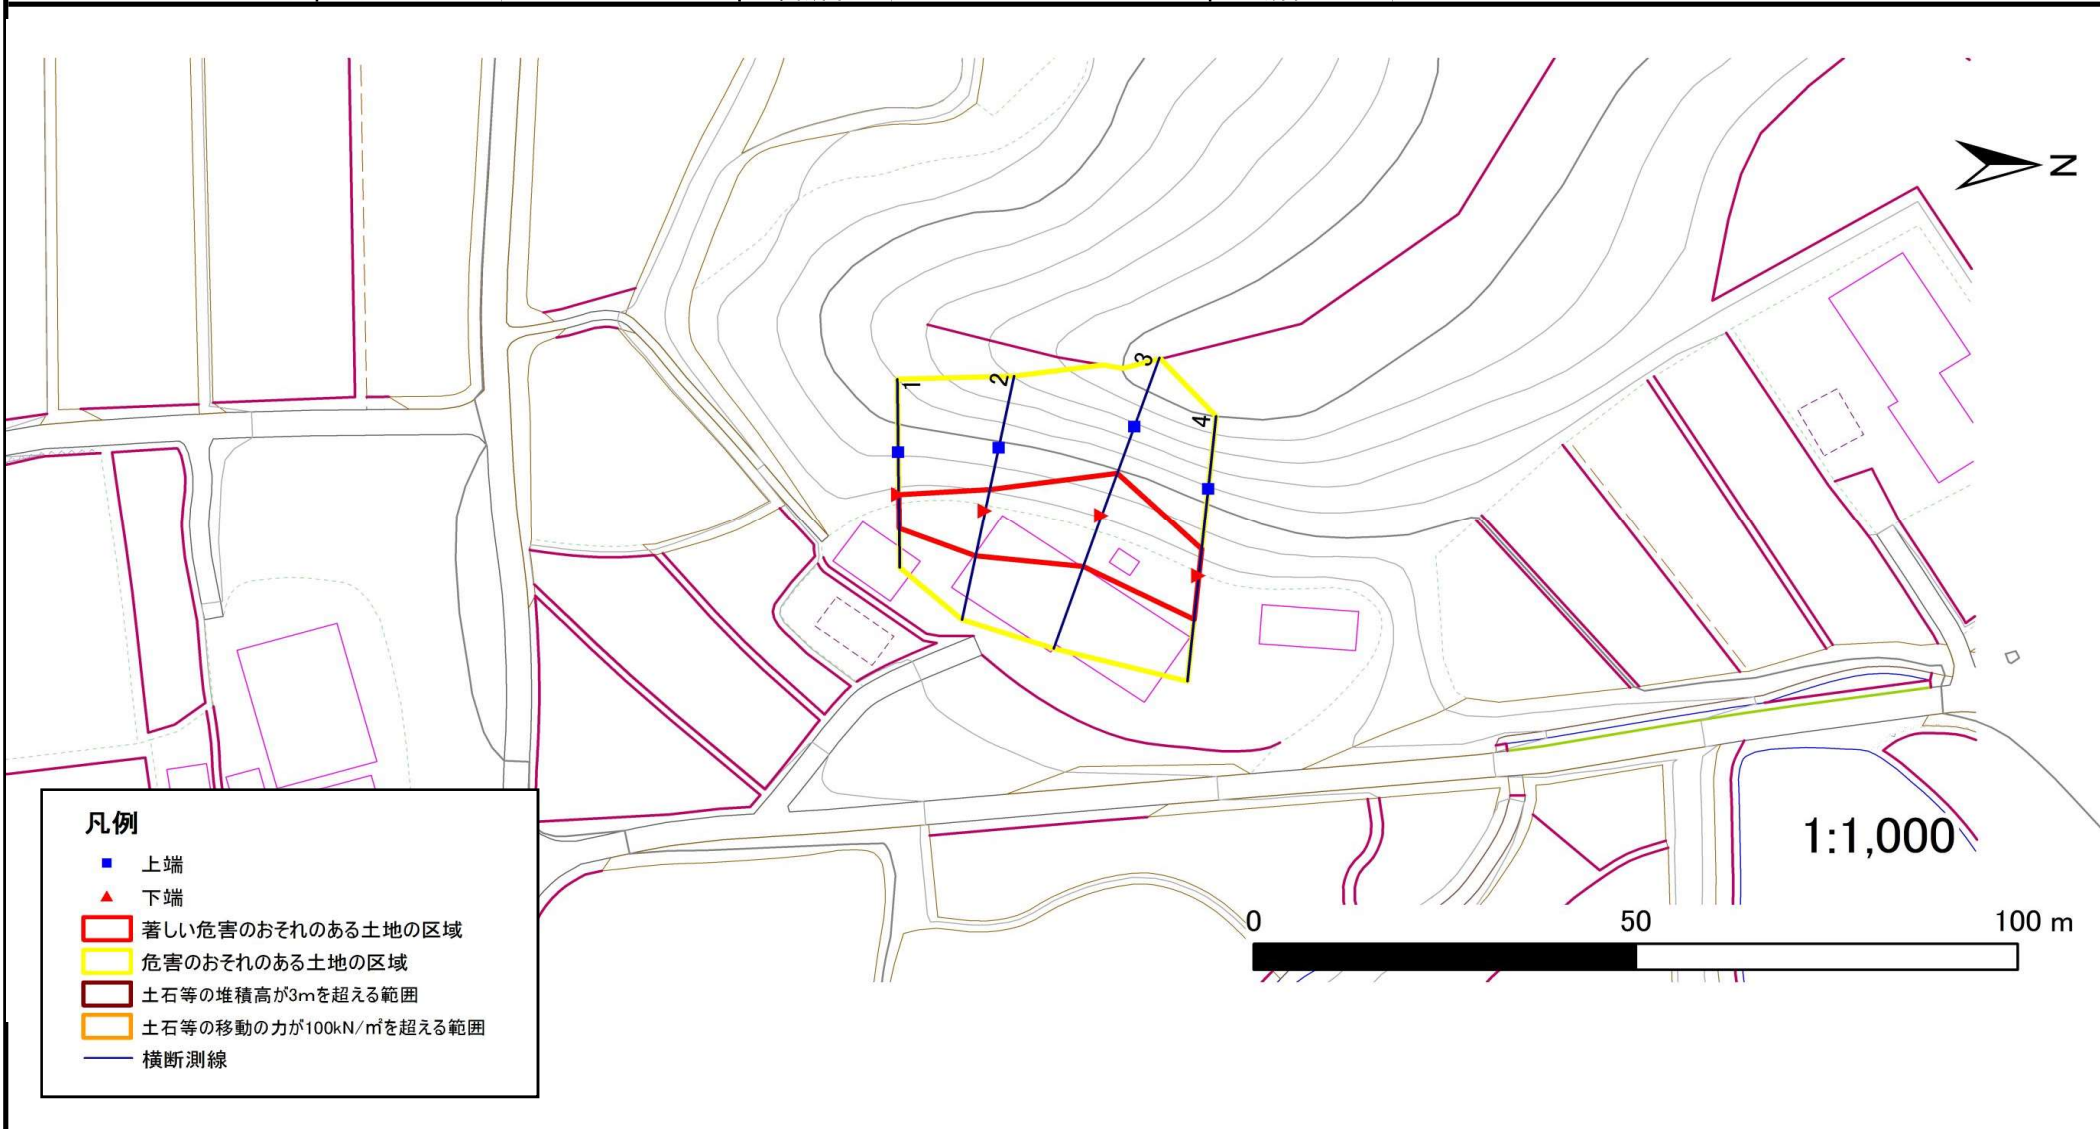 N
3
2
1
4
凡例
上端
下端
著しい危害のおそれのある土地の区域
危害のおそれのある土地の区域
土石等の堆積高が3mを超える範囲
土石等の移動の力が100kN/㎡を超える範囲
横断測線
1:1,000
0 50 100 m